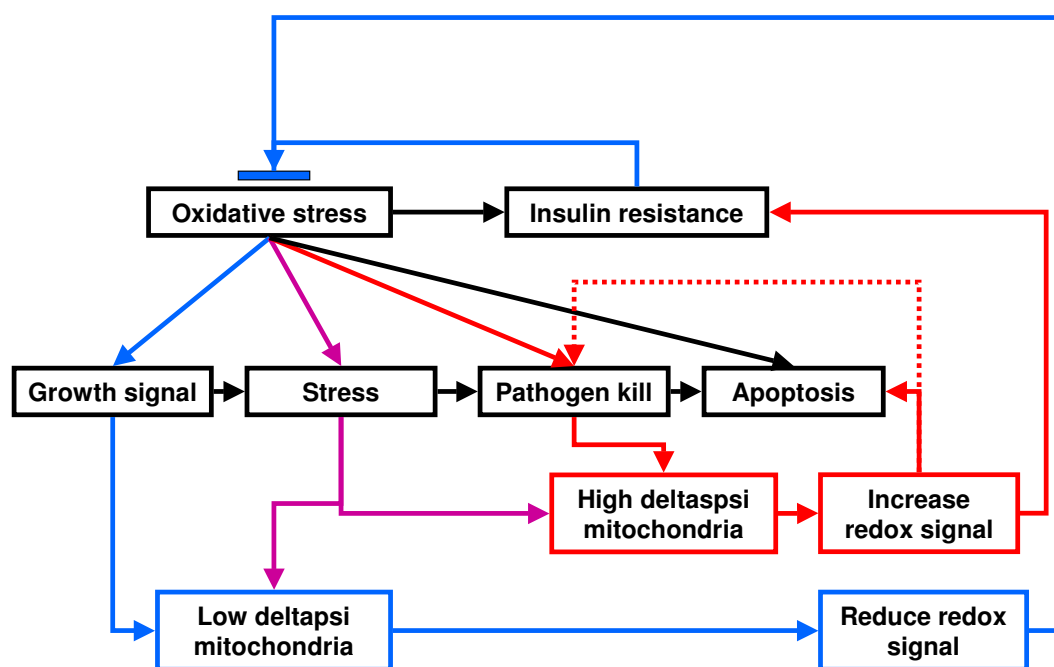 Oxidative stress
Insulin resistance
Growth signal
Stress
Pathogen kill
Apoptosis
High deltaspsi
mitochondria
Increase
redox signal
Low deltapsi
mitochondria
Reduce redox
signal